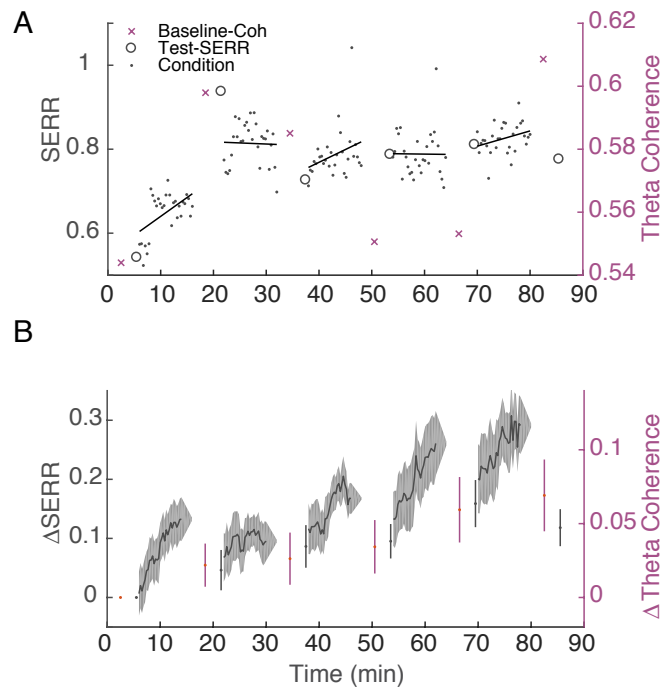 A
Baseline-Coh
Test-SERR
Condition
SERR
1
0.8
0.6
0.62
0.6
0.58
0.56
0.54
Theta Coherence
0 10 20 30 40 50 60 70 80 90
B
ΔSERR
0.3
0.2
0.1
0
0.1
0.05
0
Δ Theta Coherence
0 10 20 30 40 50 60 70 80 90
Time (min)